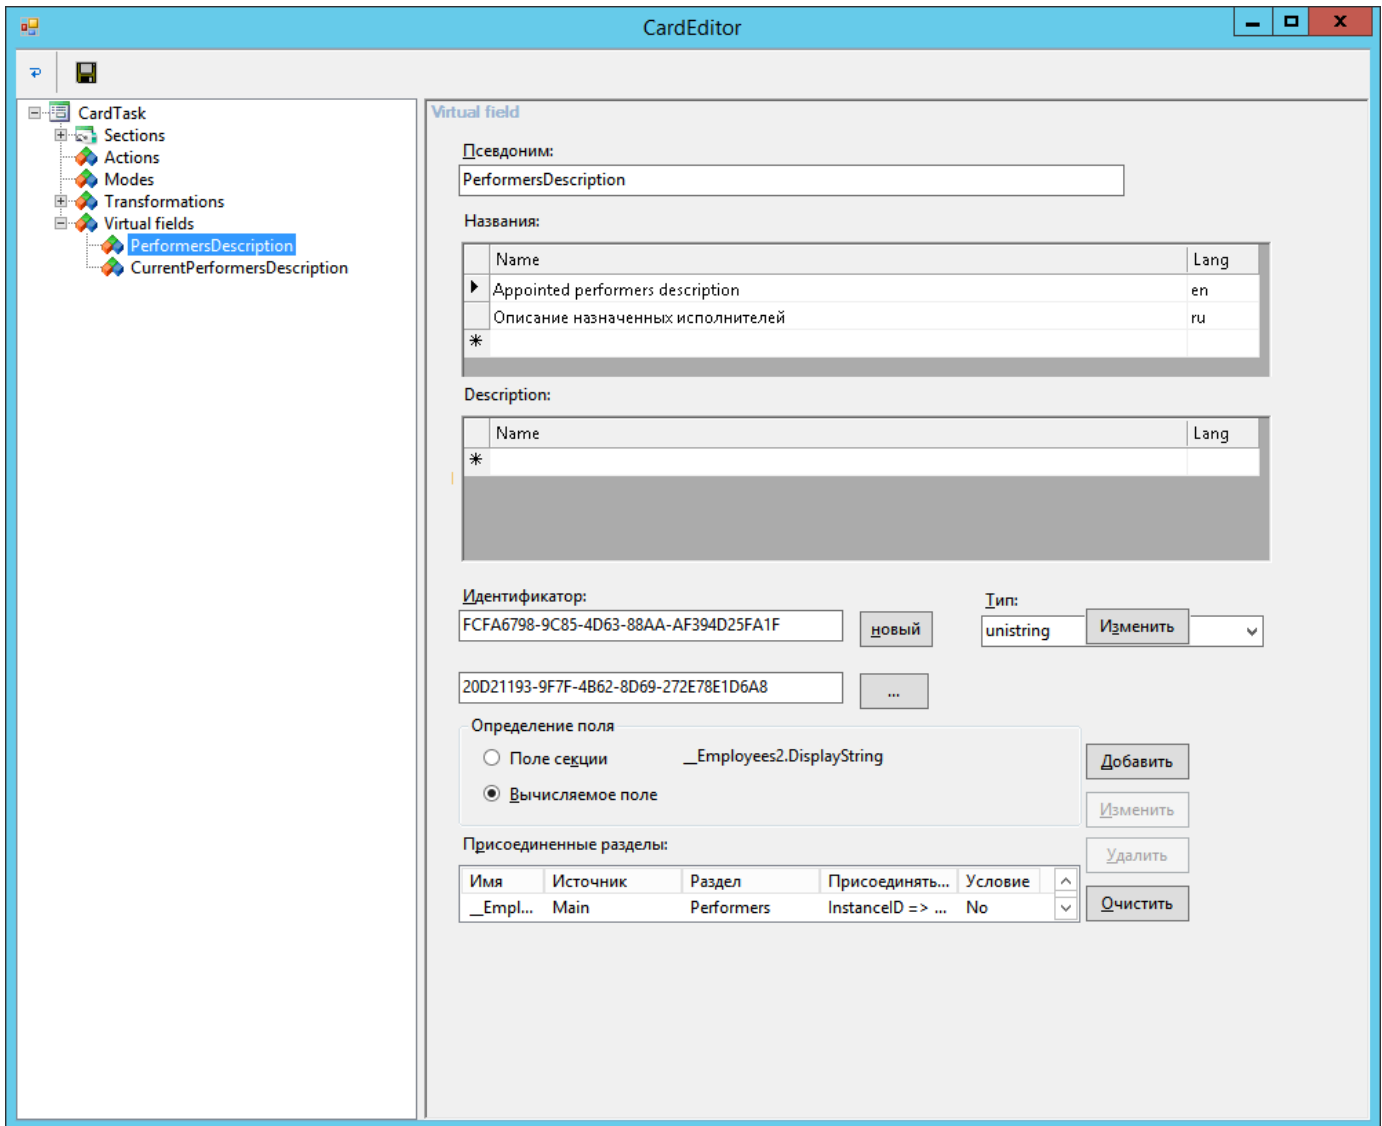 CardEditor
CardTask
Sections
Actions
Modes
Transformations
Virtual fields
PerformersDescription
CurrentPerformersDescription
Virtual field
Псевдоним:
PerformersDescription
Названия:
Name Lang
Appointed performers description en
Описание назначенных исполнителей ru
Description:
Name Lang
Идентификатор: Тип:
FCFA6798-9C85-4D63-88AA-AF394D25FA1F новый unistring Изменить
20D21193-9F7F-4B62-8D69-272E78E1D6A8 ...
Определение поля
Поле секции __Employees2.DisplayString Добавить
Вычисляемое поле
Изменить
Присоединенные разделы:
Удалить
Имя Источник Раздел Присоединять... Условие
__Empl... Main Performers InstanceID => ... No Очистить